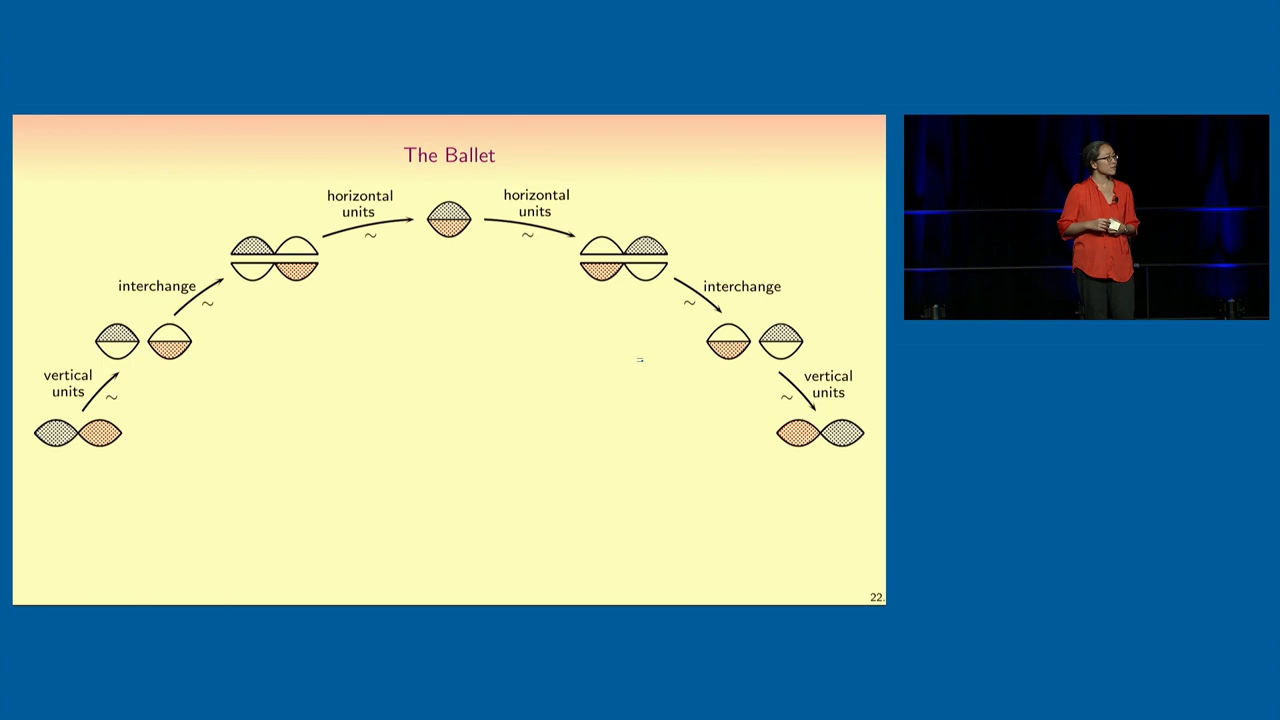 The Ballet
horizontal
units
∼
horizontal
units
∼
interchange
∼
interchange
∼
vertical
units
∼
vertical
units
∼
22.